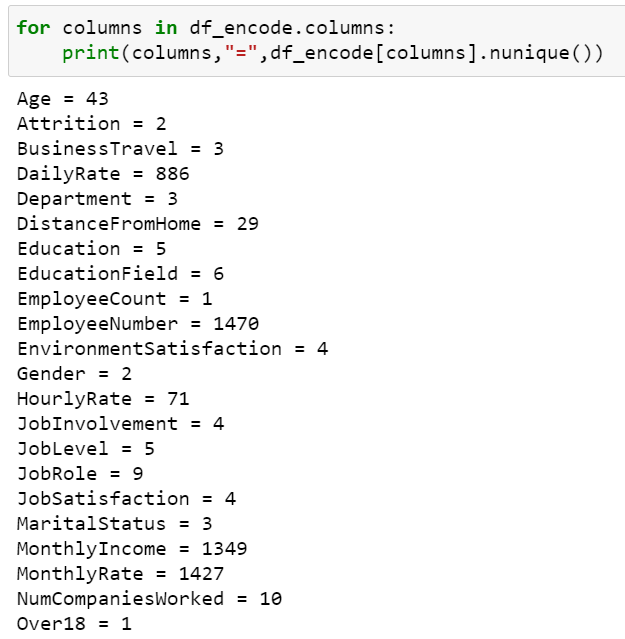 for columns in df_encode.columns:
    print(columns,"=",df_encode[columns].nunique())
Age = 43
Attrition = 2
BusinessTravel = 3
DailyRate = 886
Department = 3
DistanceFromHome = 29
Education = 5
EducationField = 6
EmployeeCount = 1
EmployeeNumber = 1470
EnvironmentSatisfaction = 4
Gender = 2
HourlyRate = 71
JobInvolvement = 4
JobLevel = 5
JobRole = 9
JobSatisfaction = 4
MaritalStatus = 3
MonthlyIncome = 1349
MonthlyRate = 1427
NumCompaniesWorked = 10
Over18 = 1